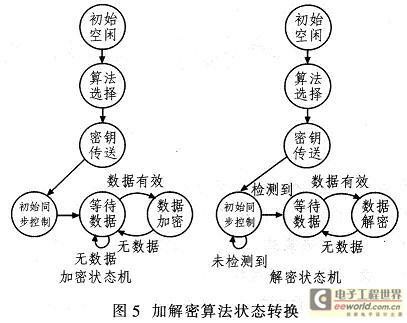 初始
空闲
算法
选择
密钥
传送
初始同
步控制
等待
数据
数据
加密
数据有效
无数据
无数据
加密状态机
初始
空闲
算法
选择
密钥
传送
检测到
初始同
步控制
未检测到
等待
数据
数据
解密
数据有效
无数据
解密状态机
图 5 加解密算法状态转换
电子工程世界
eeworld.com.cn